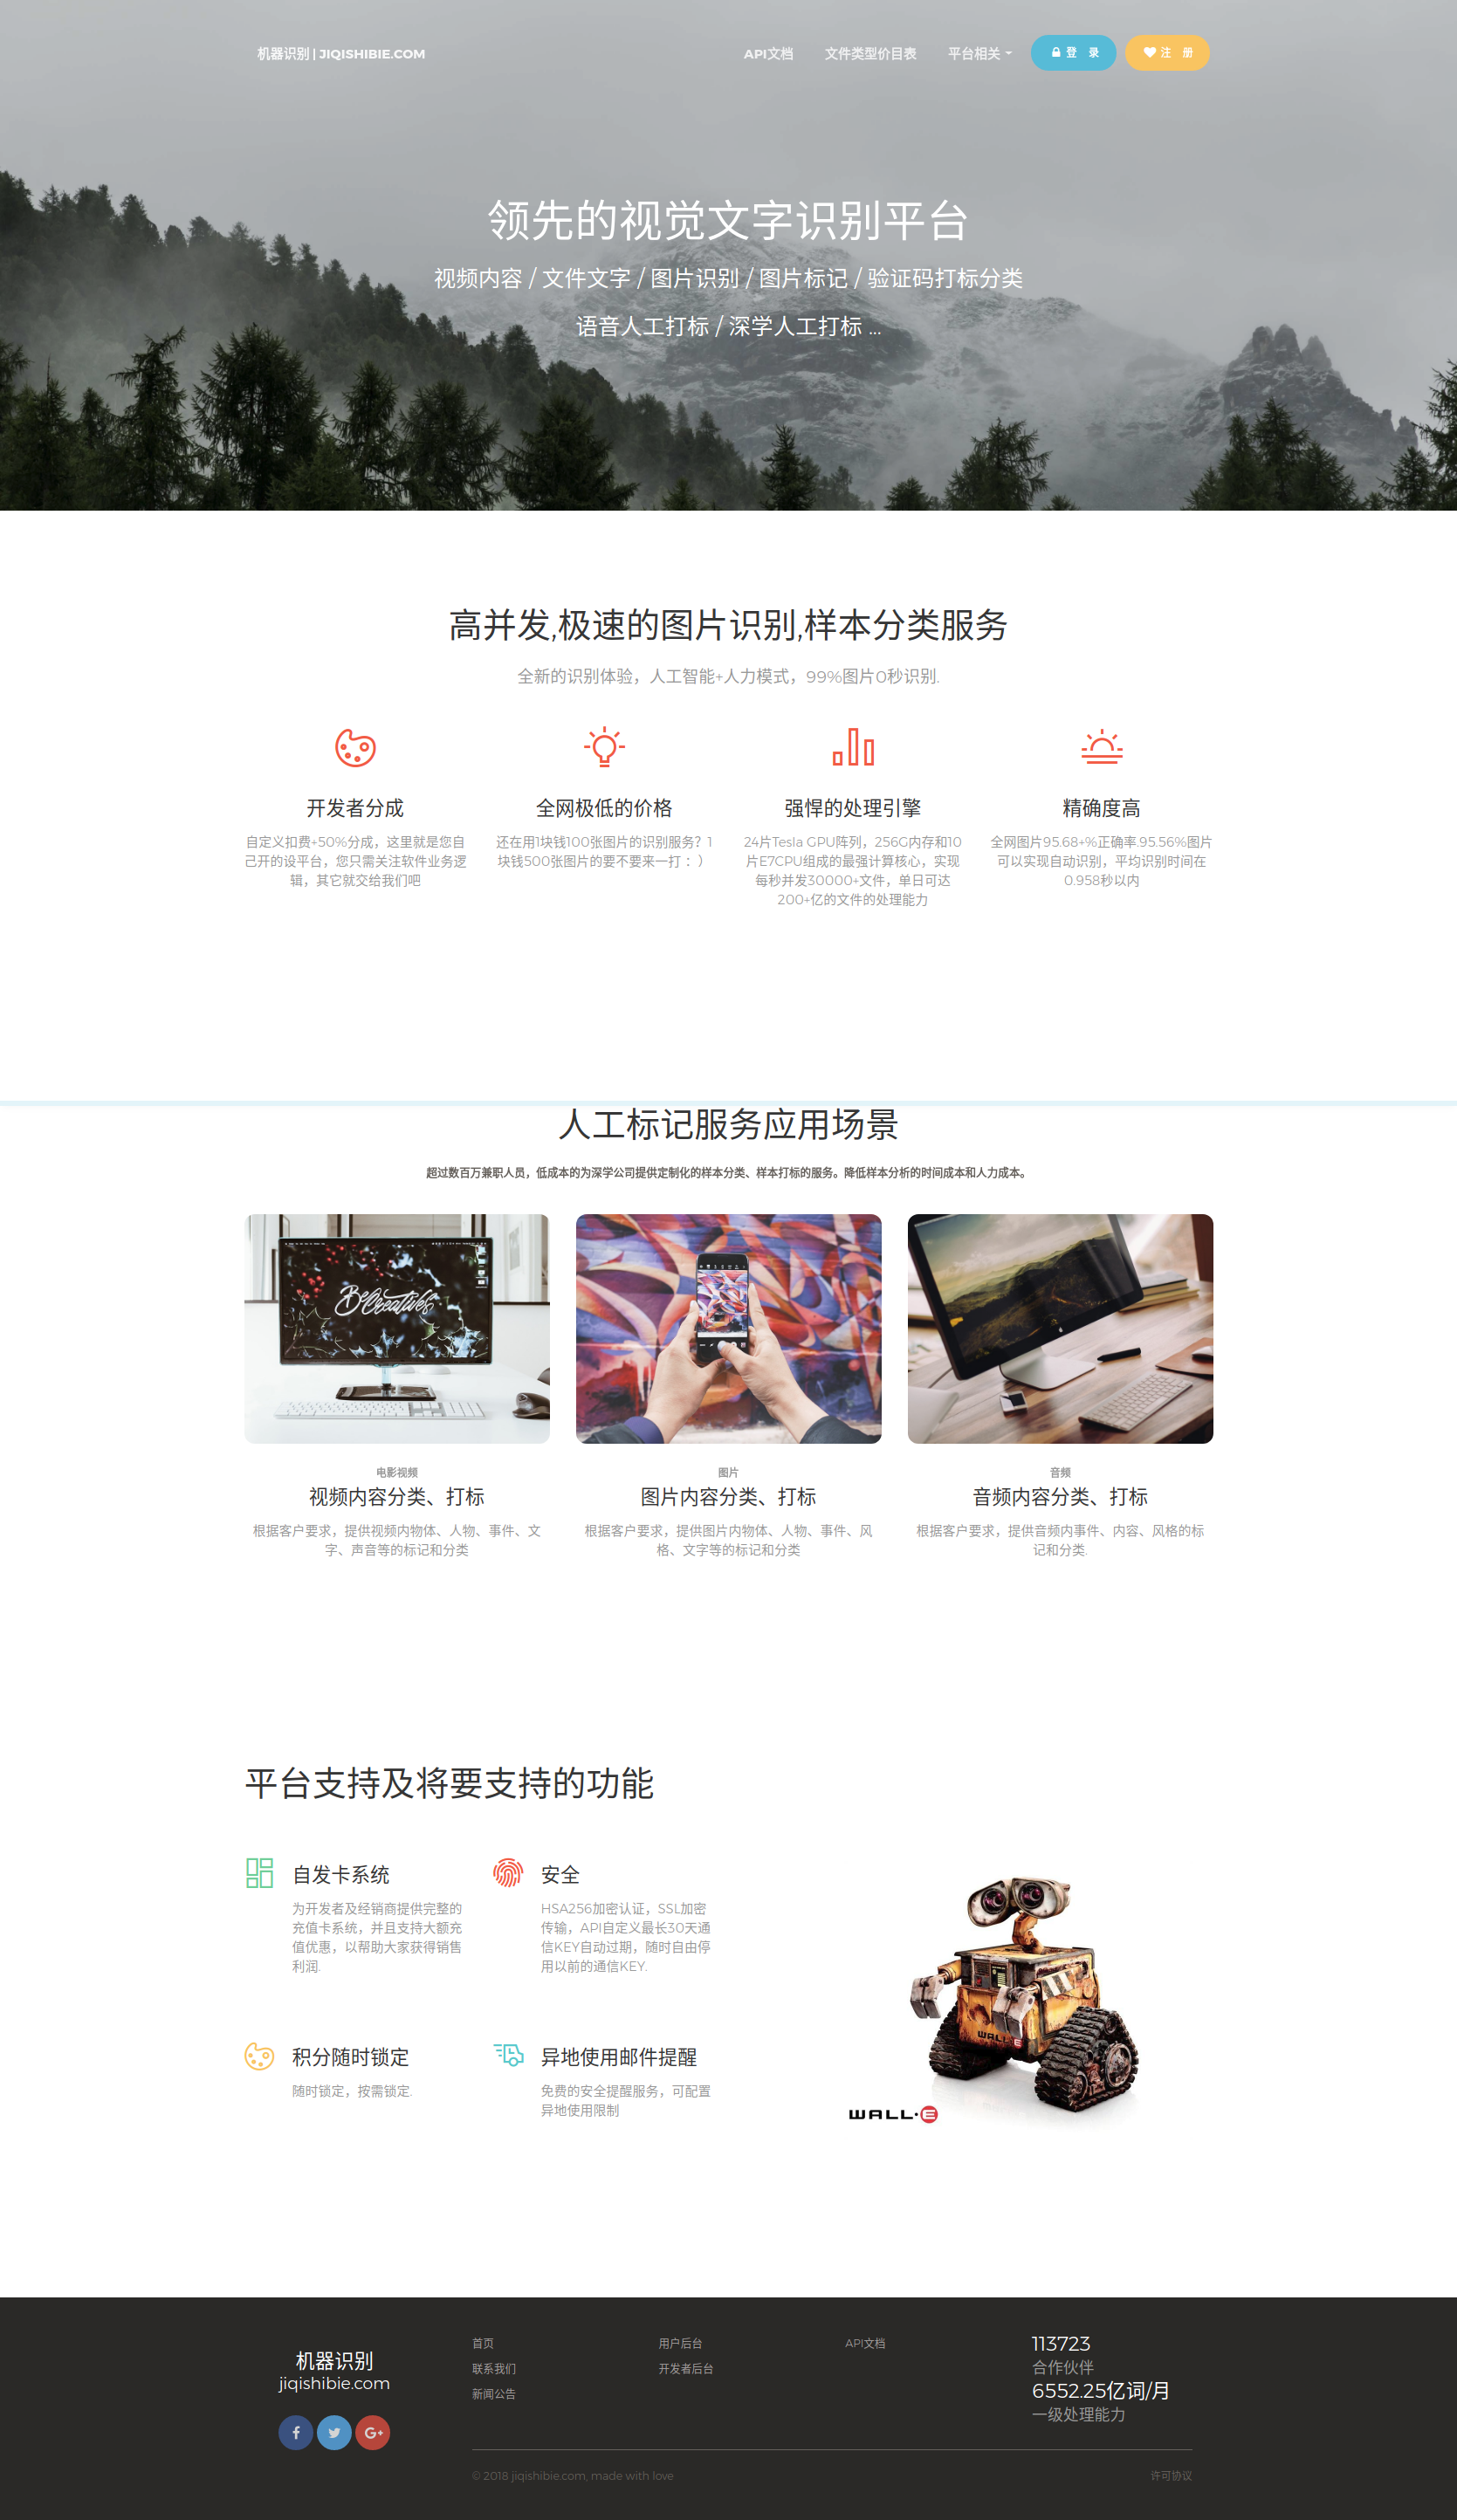 机器识别 | JIQISHIBIE.COM
API文档
文件类型价目表
平台相关
登 录
注 册
领先的视觉文字识别平台
视频内容 / 文件文字 / 图片识别 / 图片标记 / 验证码打标分类
语音人工打标 / 深学人工打标 ...
高并发,极速的图片识别,样本分类服务
全新的识别体验，人工智能+人力模式，99%图片0秒识别.
开发者分成
自定义扣费+50%分成，这里就是您自
己开的设平台，您只需关注软件业务逻
辑，其它就交给我们吧
全网极低的价格
还在用1块钱100张图片的识别服务？1
块钱500张图片的要不要来一打：）
强悍的处理引擎
24片Tesla GPU阵列，256G内存和10
片E7CPU组成的最强计算核心，实现
每秒并发30000+文件，单日可达
200+亿的文件的处理能力
精确度高
全网图片95.68+%正确率.95.56%图片
可以实现自动识别，平均识别时间在
0.958秒以内
人工标记服务应用场景
超过数百万兼职人员，低成本的为深学公司提供定制化的样本分类、样本打标的服务。降低样本分析的时间成本和人力成本。
Be Creatives
电影视频
视频内容分类、打标
根据客户要求，提供视频内物体、人物、事件、文
字、声音等的标记和分类
图片
图片内容分类、打标
根据客户要求，提供图片内物体、人物、事件、风
格、文字等的标记和分类
音频
音频内容分类、打标
根据客户要求，提供音频内事件、内容、风格的标
记和分类.
平台支持及将要支持的功能
自发卡系统
为开发者及经销商提供完整的
充值卡系统，并且支持大额充
值优惠，以帮助大家获得销售
利润.
安全
HSA256加密认证，SSL加密
传输，API自定义最长30天通
信KEY自动过期，随时自由停
用以前的通信KEY.
积分随时锁定
随时锁定，按需锁定.
异地使用邮件提醒
免费的安全提醒服务，可配置
异地使用限制
WALL·E
WALL·E
机器识别
jiqishibie.com
首页
联系我们
新闻公告
用户后台
开发者后台
API文档
113723
合作伙伴
6552.25亿词/月
一级处理能力
© 2018 jiqishibie.com, made with love
许可协议